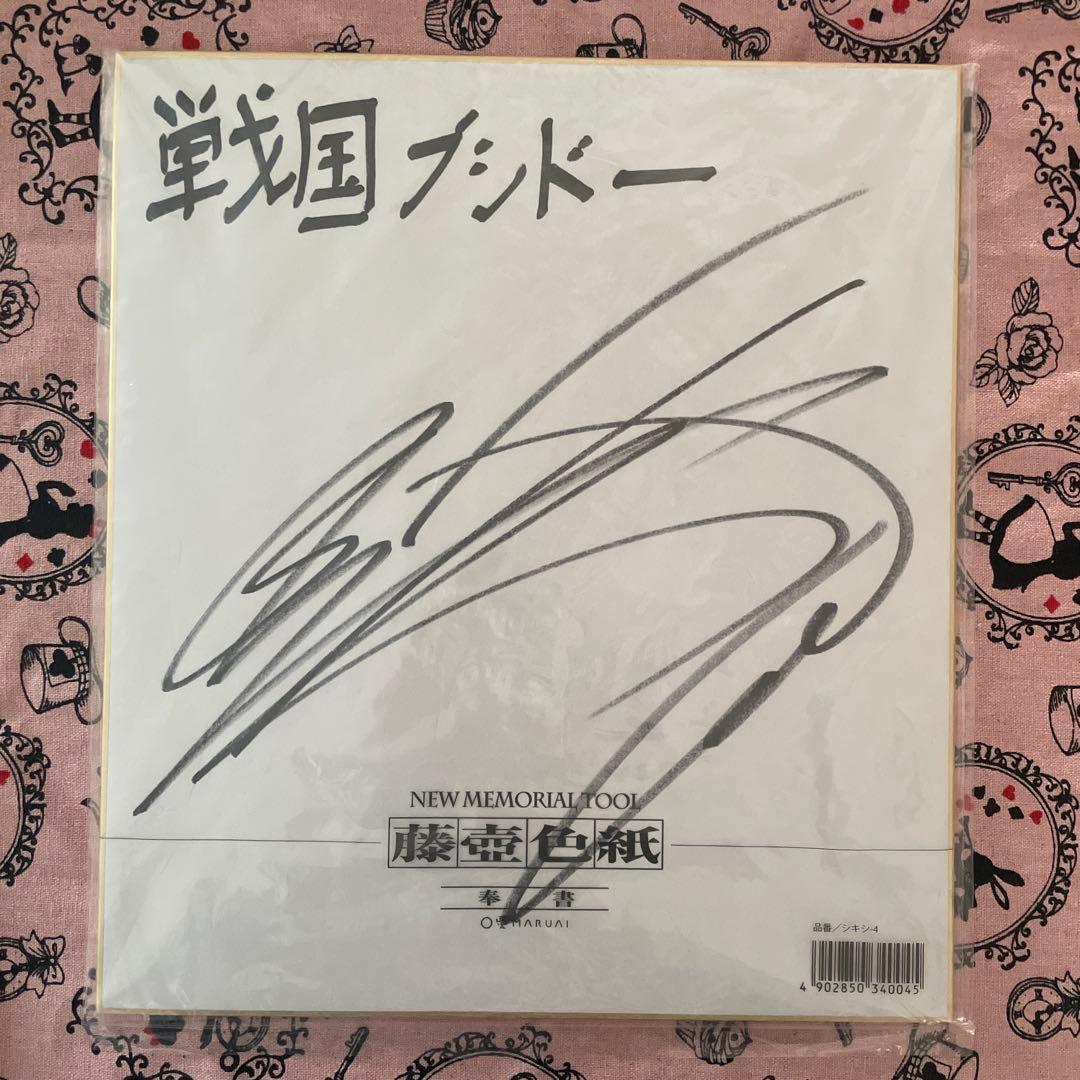 戦国ブシドー
NEW MEMORIAL TOOL
藤壺色紙
奉書
MARUAI
品番／シキシ-4
4 902850 340045